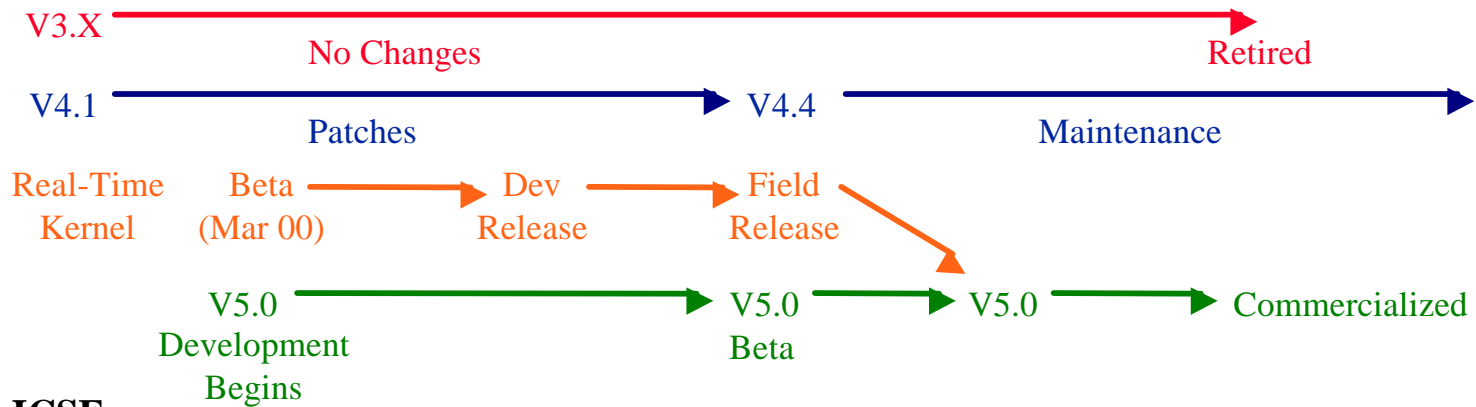 V3.X
No Changes
Retired
V4.1
V4.4
Patches
Maintenance
Real-Time
Kernel
Beta
(Mar 00)
Dev
Release
Field
Release
V5.0
Development
Begins
V5.0
Beta
V5.0
Commercialized